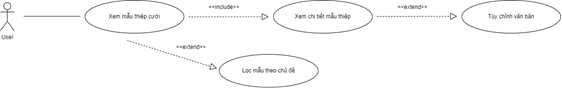 <<include>>
<<extend>>
Xem mẫu thiệp cưới
Xem chi tiết mẫu thiệp
Tùy chỉnh văn bản
User
<<extend>>
Lọc mẫu theo chủ đề